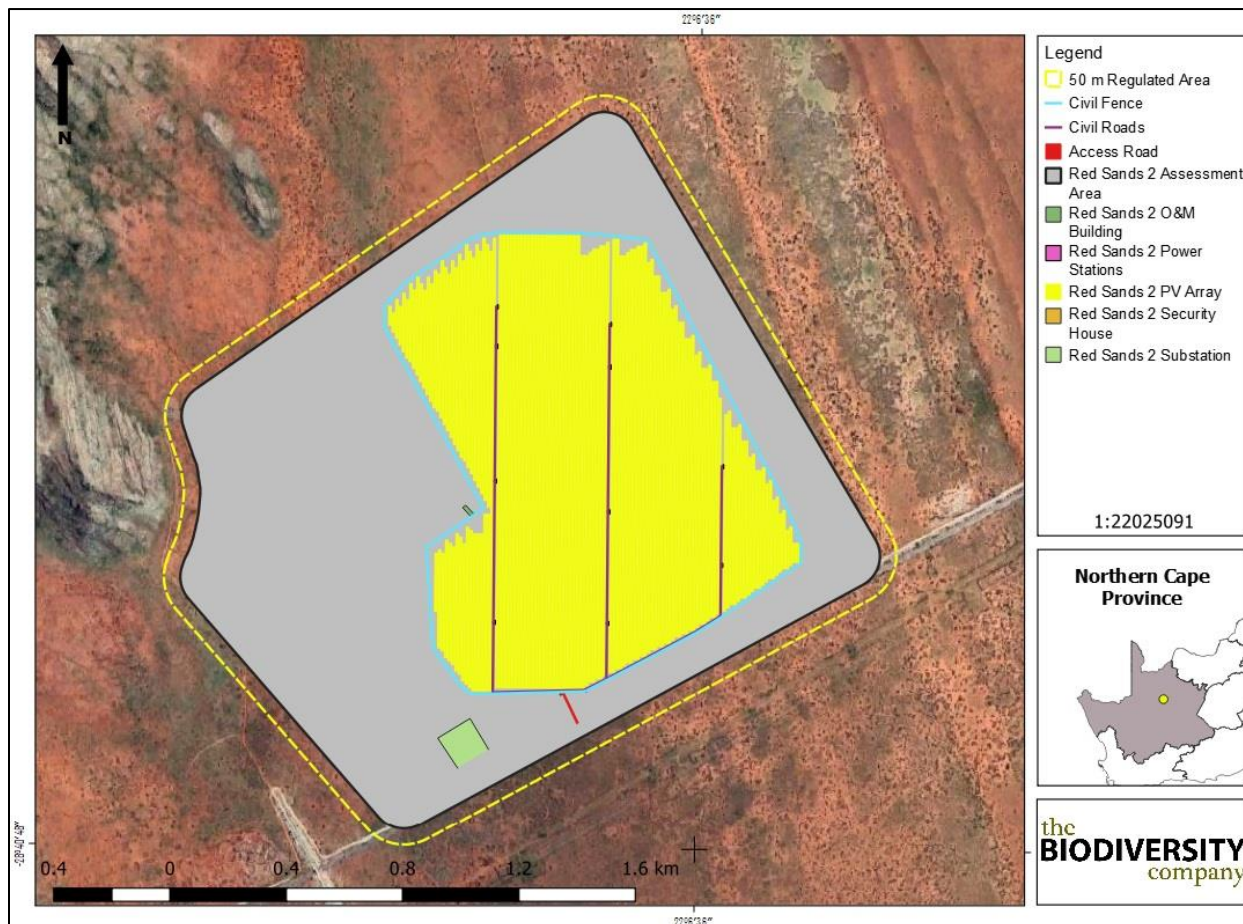 22°6'36"
N
Legend
50 m Regulated Area
Civil Fence
Civil Roads
Access Road
Red Sands 2 Assessment
Area
Red Sands 2 O&M
Building
Red Sands 2 Power
Stations
Red Sands 2 PV Array
Red Sands 2 Security
House
Red Sands 2 Substation
1:22025091
Northern Cape
Province
-28°40'48"
0.4 0 0.4 0.8 1.2 1.6 km
the
BIODIVERSITY
company
22°6'36"